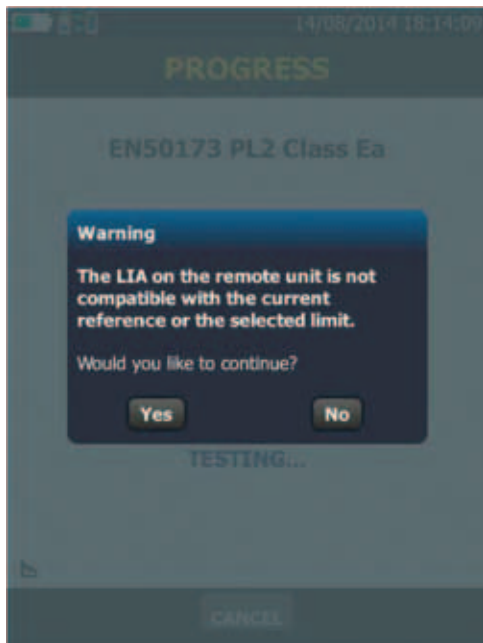 14/08/2014 18:14:09
PROGRESS
EN50173 PL2 Class Ea
Warning
The LIA on the remote unit is not
compatible with the current
reference or the selected limit.
Would you like to continue?
Yes
No
TESTING...
CANCEL